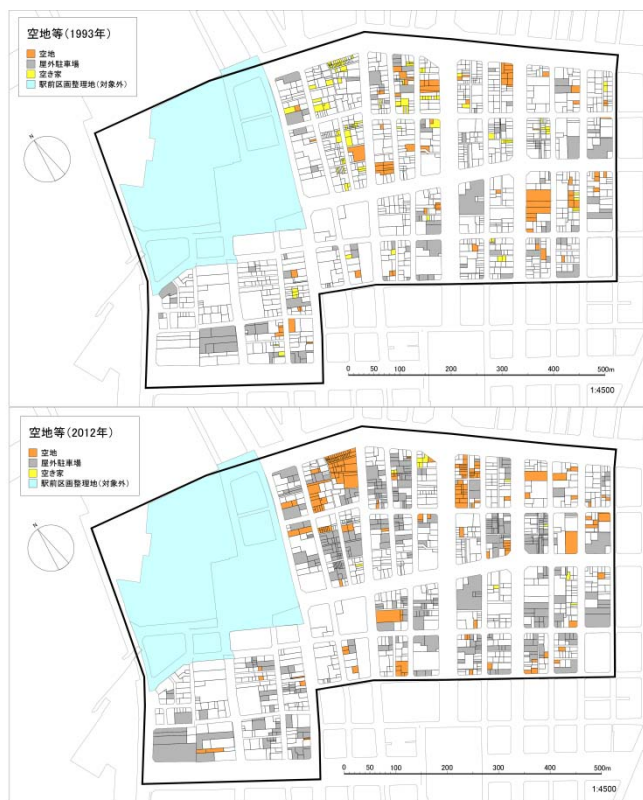 空地等(1993年)
空地
屋外駐車場
空き家
駅前区画整理地(対象外)
N
0 50 100 200 300 400 500m
1:4500
空地等(2012年)
空地
屋外駐車場
空き家
駅前区画整理地(対象外)
N
0 50 100 200 300 400 500m
1:4500